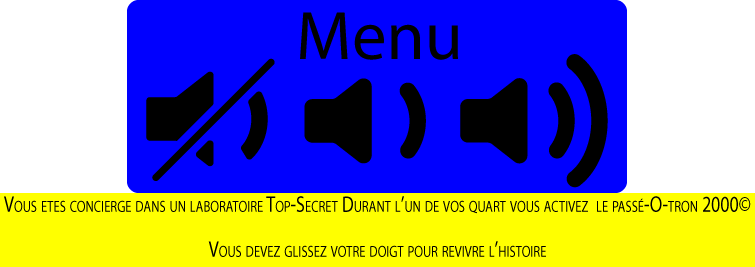 Menu
Vous etes concierge dans un laboratoire Top-Secret Durant l'un de vos quart vous activez le passé-O-tron 2000©
Vous devez glissez votre doigt pour revivre l'histoire